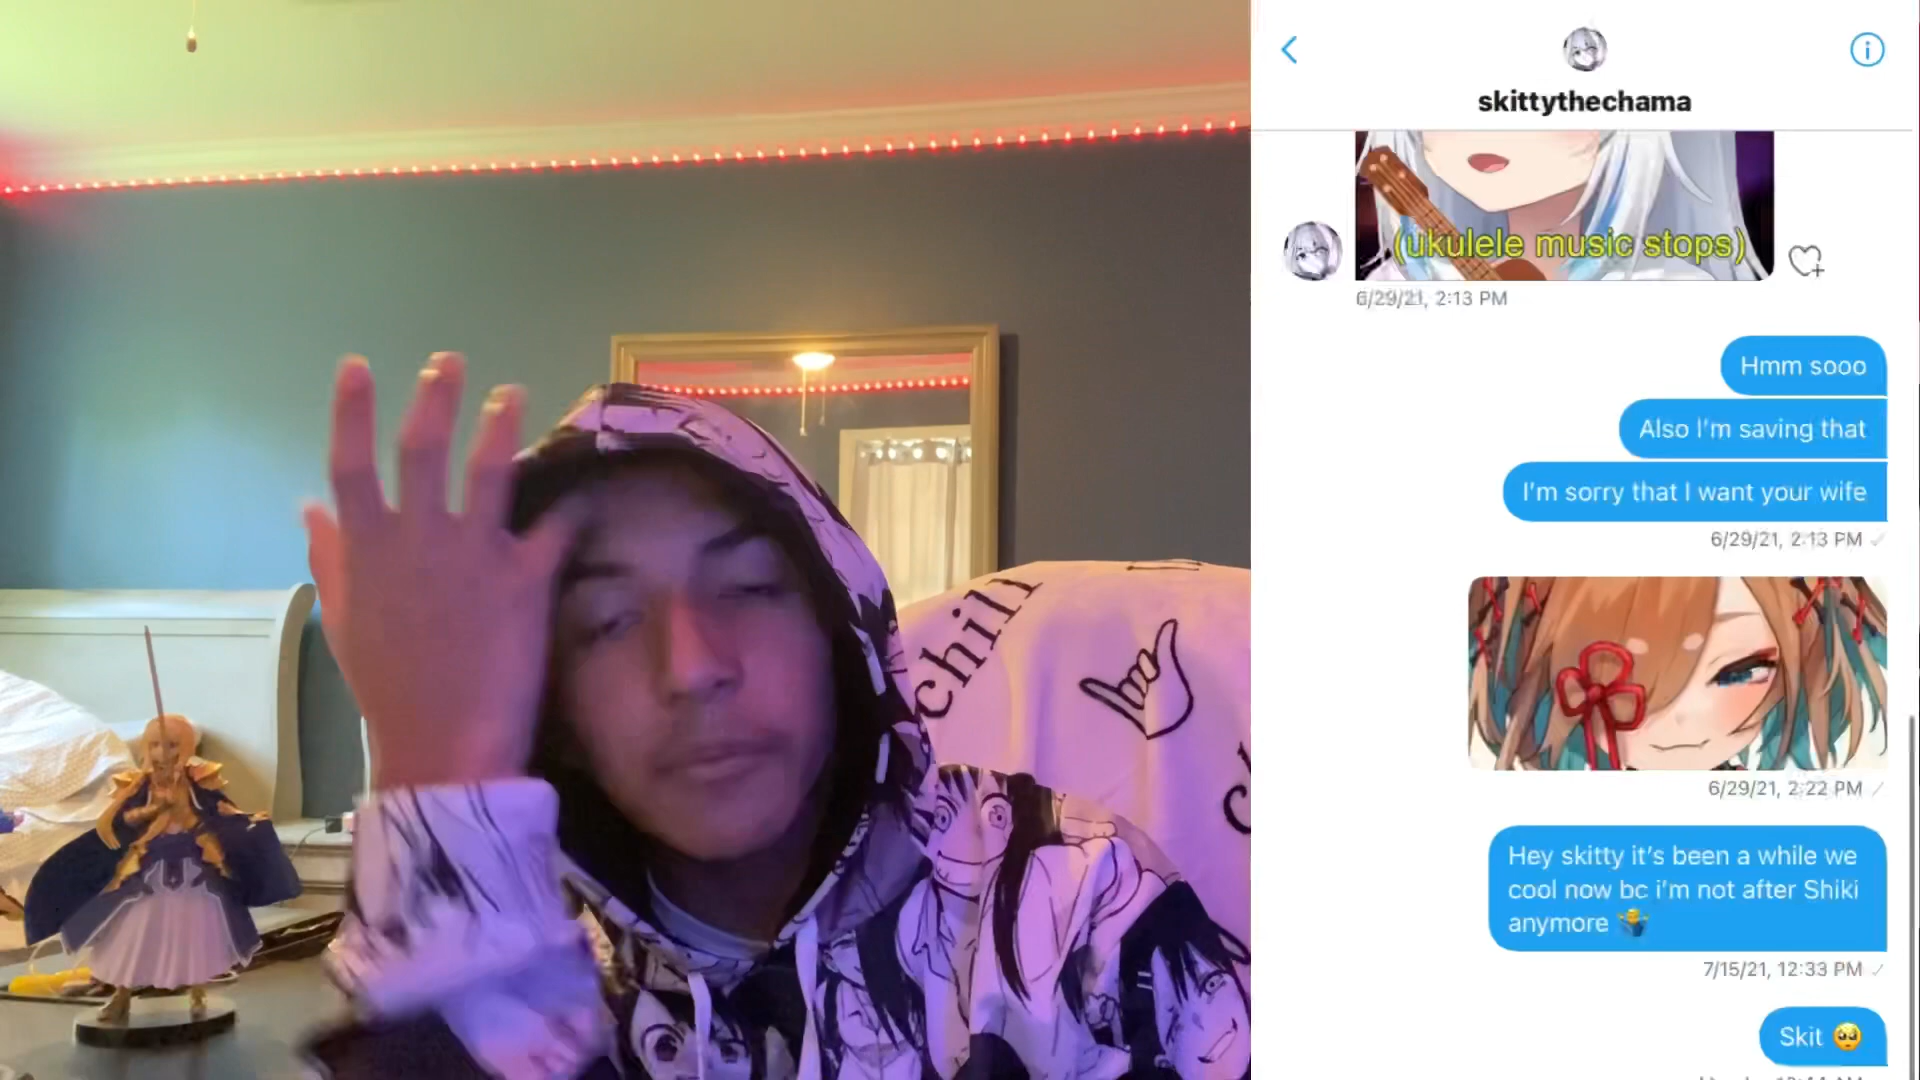 skittythechama
(ukulele music stops)
6/29/21, 2:13 PM
Hmm sooo
Also I'm saving that
I'm sorry that I want your wife
6/29/21, 2:13 PM
6/29/21, 2:22 PM
Hey skitty it's been a while we
cool now bc i'm not after Shiki
anymore 🤷‍♂️
7/15/21, 12:33 PM
Skit 🥺
chill